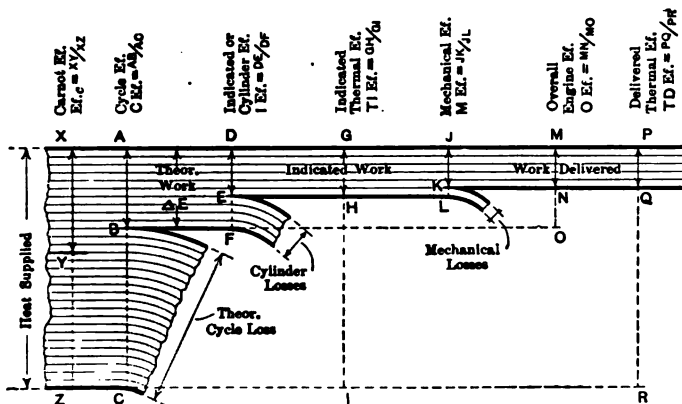 Carnot Ef.
Ef.c = XY/XZ
Cycle Ef.
C Ef. = AB/AC
Indicated or
Cylinder Ef.
I Ef. = DE/DF
Indicated
Thermal Ef.
TI Ef. = GH/GI
Mechanical Ef.
M Ef. = JK/JL
Overall
Engine Ef.
O Ef. = MN/MO
Delivered
Thermal Ef.
TD Ef. = PQ/PR
X A D G J M P
Theor.
Work
Indicated Work
Work Delivered
ΔE
E
H
K
L
N
Q
B
F
O
Y
Heat Supplied
Cylinder
Losses
Mechanical
Losses
Theor.
Cycle Loss
Z C I R